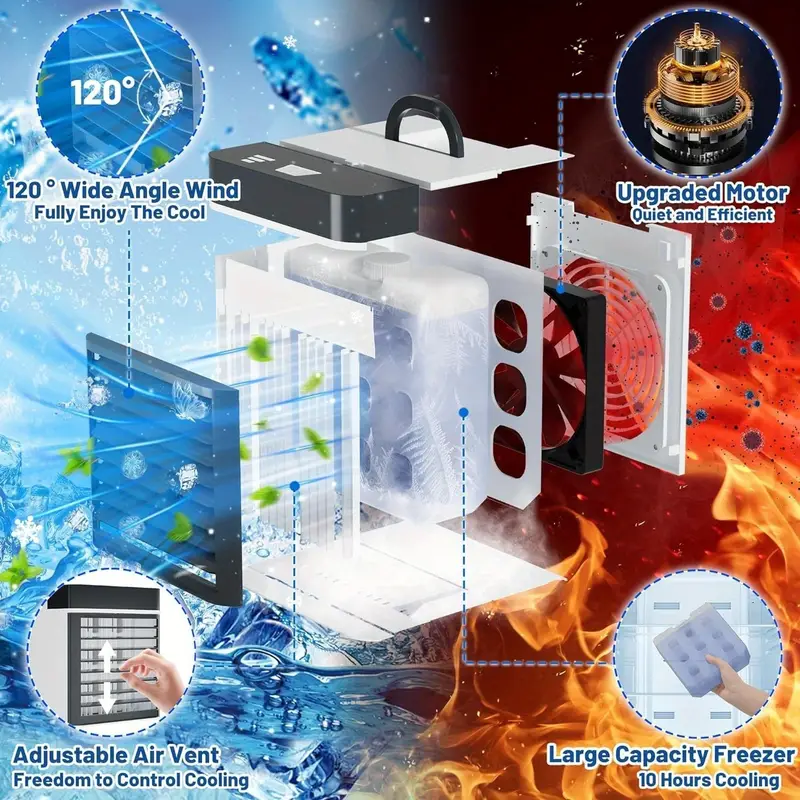 120°
120 ° Wide Angle Wind
Fully Enjoy The Cool
Upgraded Motor
Quiet and Efficient
Adjustable Air Vent
Freedom to Control Cooling
Large Capacity Freezer
10 Hours Cooling